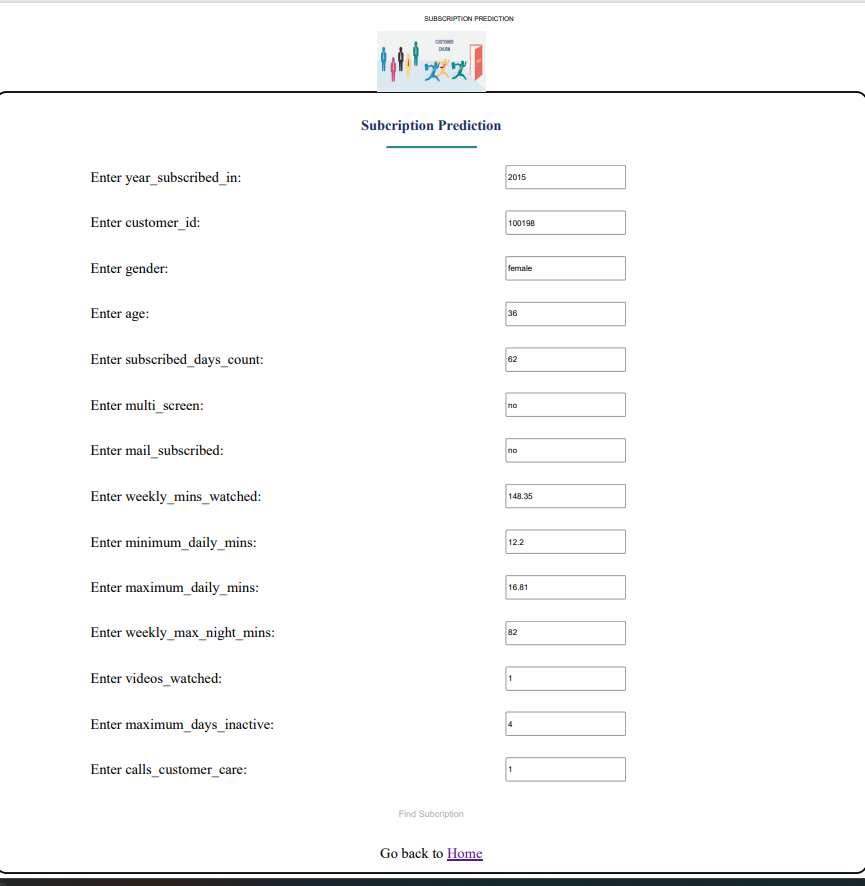 SUBSCRIPTION PREDICTION
CUSTOMER
CHURN
Subcription Prediction
Enter year_subscribed_in: 2015
Enter customer_id: 100198
Enter gender: female
Enter age: 36
Enter subscribed_days_count: 62
Enter multi_screen: no
Enter mail_subscribed: no
Enter weekly_mins_watched: 148.35
Enter minimum_daily_mins: 12.2
Enter maximum_daily_mins: 16.81
Enter weekly_max_night_mins: 82
Enter videos_watched: 1
Enter maximum_days_inactive: 4
Enter calls_customer_care: 1
Find Subcription
Go back to Home